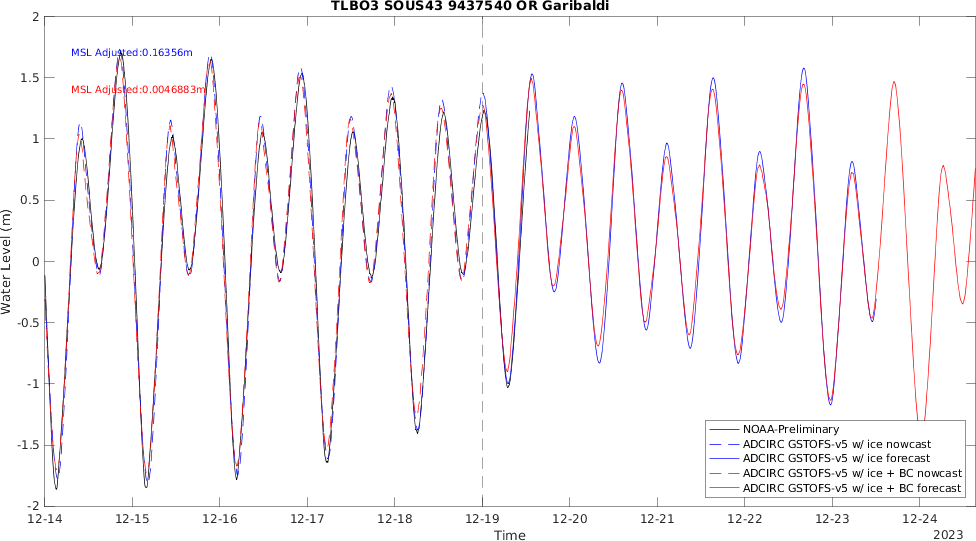 TLBO3 SOUS43 9437540 OR Garibaldi
MSL Adjusted:0.16356m
MSL Adjusted:0.0046883m
Water Level (m)
2
1.5
1
0.5
0
-0.5
-1
-1.5
-2
NOAA-Preliminary
ADCIRC GSTOFS-v5 w/ ice nowcast
ADCIRC GSTOFS-v5 w/ ice forecast
ADCIRC GSTOFS-v5 w/ ice + BC nowcast
ADCIRC GSTOFS-v5 w/ ice + BC forecast
12-14 12-15 12-16 12-17 12-18 12-19 12-20 12-21 12-22 12-23 12-24
Time
2023